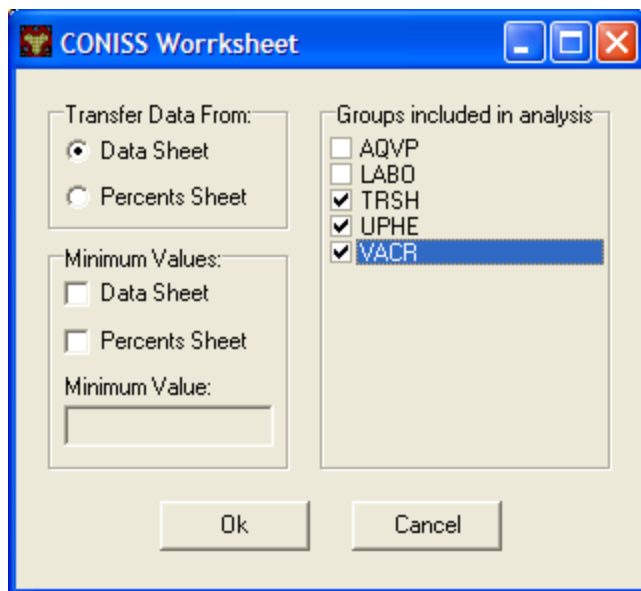 CONISS Worrksheet
Transfer Data From:
Data Sheet
Percents Sheet
Minimum Values:
Data Sheet
Percents Sheet
Minimum Value:
Groups included in analysis
AQVP
LABO
TRSH
UPHE
VACR
Ok
Cancel